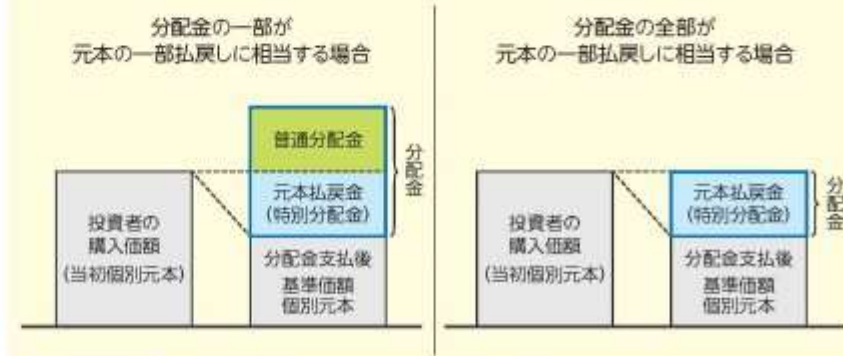 分配金の一部が
元本の一部払戻しに相当する場合
普通分配金
元本払戻金
(特別分配金)
分配金
投資者の
購入価額
(当初個別元本)
分配金支払後
基準価額
個別元本
分配金の全部が
元本の一部払戻しに相当する場合
元本払戻金
(特別分配金)
分配金
投資者の
購入価額
(当初個別元本)
分配金支払後
基準価額
個別元本